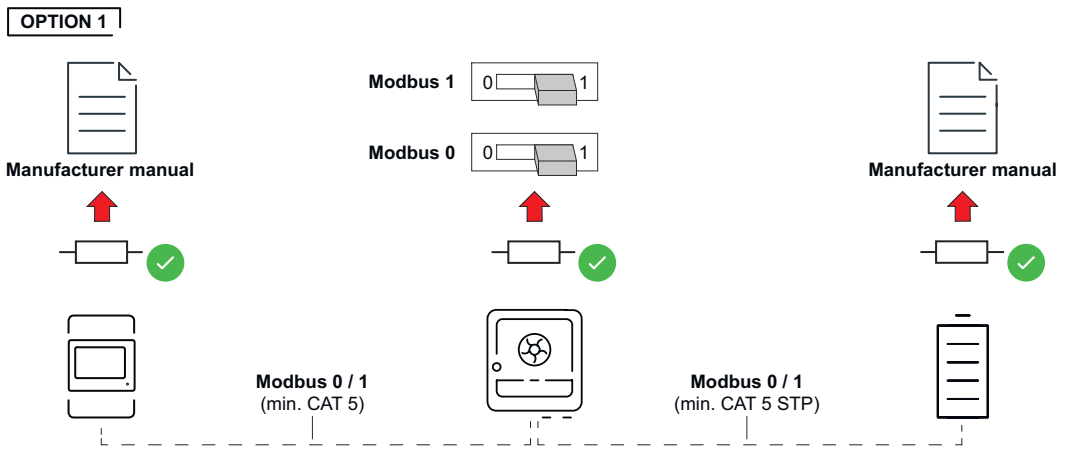 OPTION 1
Modbus 1 0 1
Modbus 0 0 1
Manufacturer manual
Manufacturer manual
Modbus 0 / 1
(min. CAT 5)
Modbus 0 / 1
(min. CAT 5 STP)